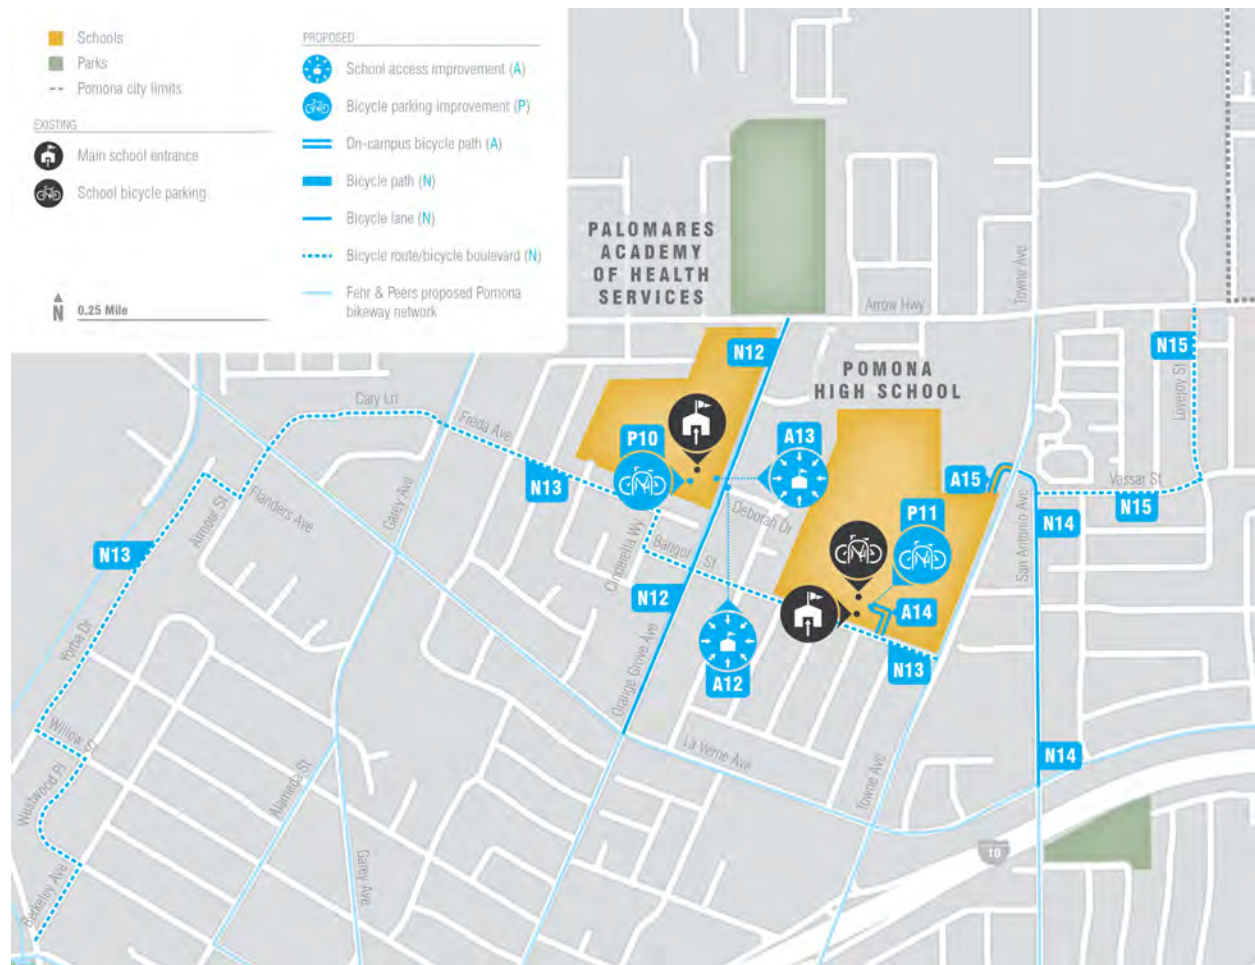 Schools
Parks
Pomona city limits
EXISTING
Main school entrance
School bicycle parking
N
0.25 Mile
PROPOSED
School access improvement (A)
Bicycle parking improvement (P)
On-campus bicycle path (A)
Bicycle path (N)
Bicycle lane (N)
Bicycle route/bicycle boulevard (N)
Fehr & Peers proposed Pomona
bikeway network
PALOMARES
ACADEMY
OF HEALTH
SERVICES
Arrow Hwy
Towne Ave
N12
POMONA
HIGH SCHOOL
N15
Lovejoy St
Cary Ln
Freda Ave
P10
A13
N13
A15
Vassar St
N15
Armour St
Flanders Ave
Garey Ave
Deborah Dr
P11
San Antonio Ave
N14
N13
Cinderella Wy
Bangor St
N12
A14
Yorba Dr
A12
N13
Orange Grove Ave
Willow St
La Verne Ave
N14
Westwood Pl
Alameda St
Towne Ave
10
Berkeley Ave
Garey Ave